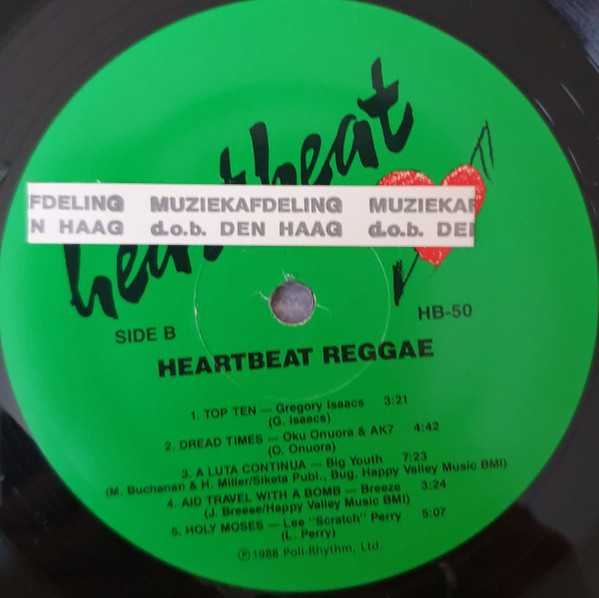 heartbeat
FDELING MUZIEKAFDELING MUZIEKAF
N HAAG d.o.b. DEN HAAG d.o.b. DEN
SIDE B
HB-50
HEARTBEAT REGGAE
1. TOP TEN — Gregory Isaacs 3:21
(G. Isaacs)
2. DREAD TIMES — Oku Onuora & AK7 4:42
(O. Onuora)
3. A LUTA CONTINUA — Big Youth 7:23
(M. Buchanan & H. Miller/Siketa Publ., Bug, Happy Valley Music BMI)
4. AID TRAVEL WITH A BOMB — Breeze 3:24
(J. Breese/Happy Valley Music BMI)
5. HOLY MOSES — Lee "Scratch" Perry 5:07
(L. Perry)
℗1988 Poli-Rhythm, Ltd.